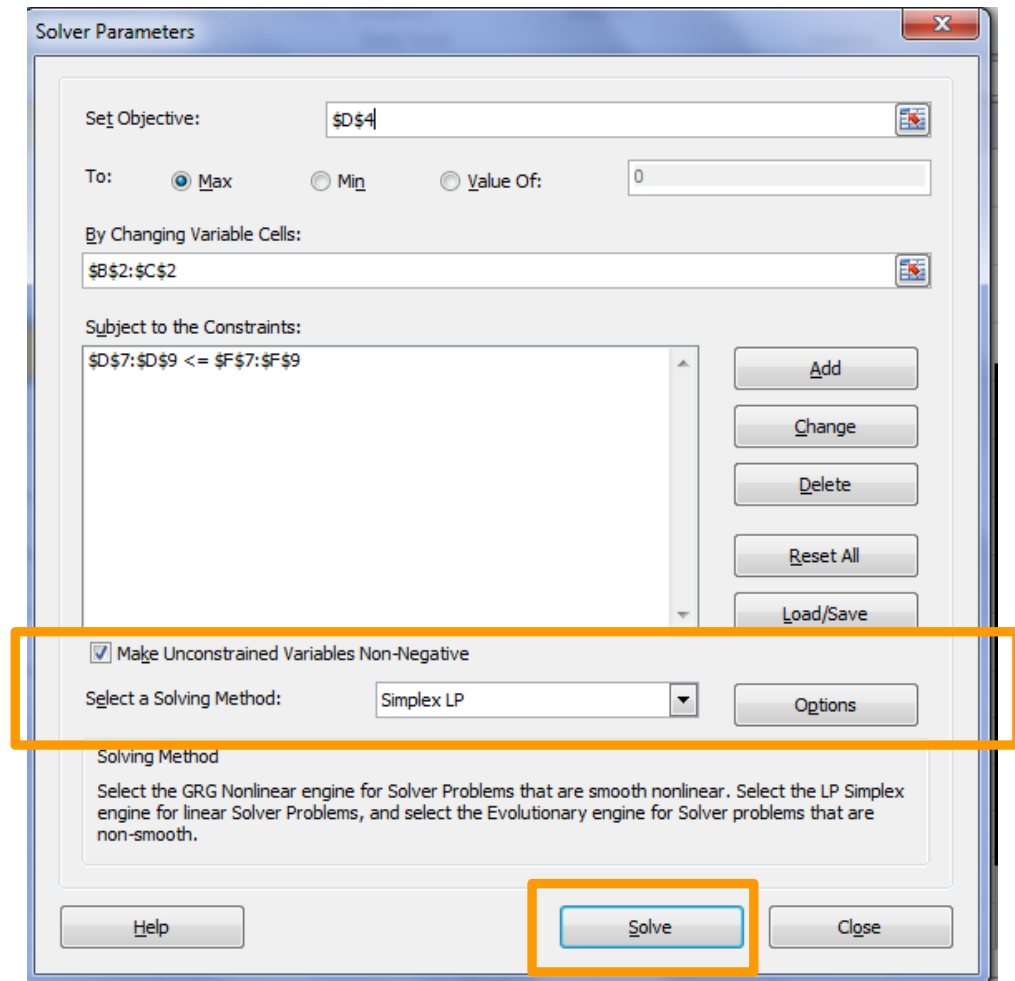 Solver Parameters
X
Set Objective: $D$4
To: Max Min Value Of: 0
By Changing Variable Cells:
$B$2:$C$2
Subject to the Constraints:
$D$7:$D$9 <= $F$7:$F$9
Add
Change
Delete
Reset All
Load/Save
Make Unconstrained Variables Non-Negative
Select a Solving Method: Simplex LP Options
Solving Method
Select the GRG Nonlinear engine for Solver Problems that are smooth nonlinear. Select the LP Simplex
engine for linear Solver Problems, and select the Evolutionary engine for Solver problems that are
non-smooth.
Help Solve Close